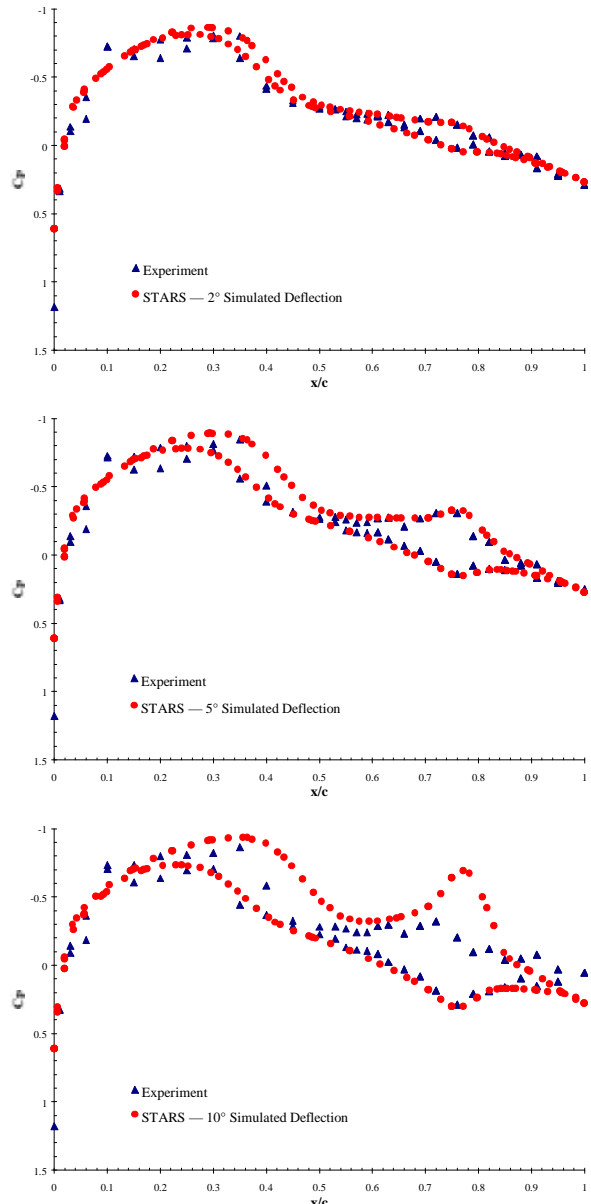 -1
-0.5
0
0.5
1
1.5
0 0.1 0.2 0.3 0.4 0.5 0.6 0.7 0.8 0.9 1
x/c
Cp
Experiment
STARS — 2° Simulated Deflection
-1
-0.5
0
0.5
1
1.5
0 0.1 0.2 0.3 0.4 0.5 0.6 0.7 0.8 0.9 1
x/c
Cp
Experiment
STARS — 5° Simulated Deflection
-1
-0.5
0
0.5
1
1.5
0 0.1 0.2 0.3 0.4 0.5 0.6 0.7 0.8 0.9 1
x/c
Cp
Experiment
STARS — 10° Simulated Deflection